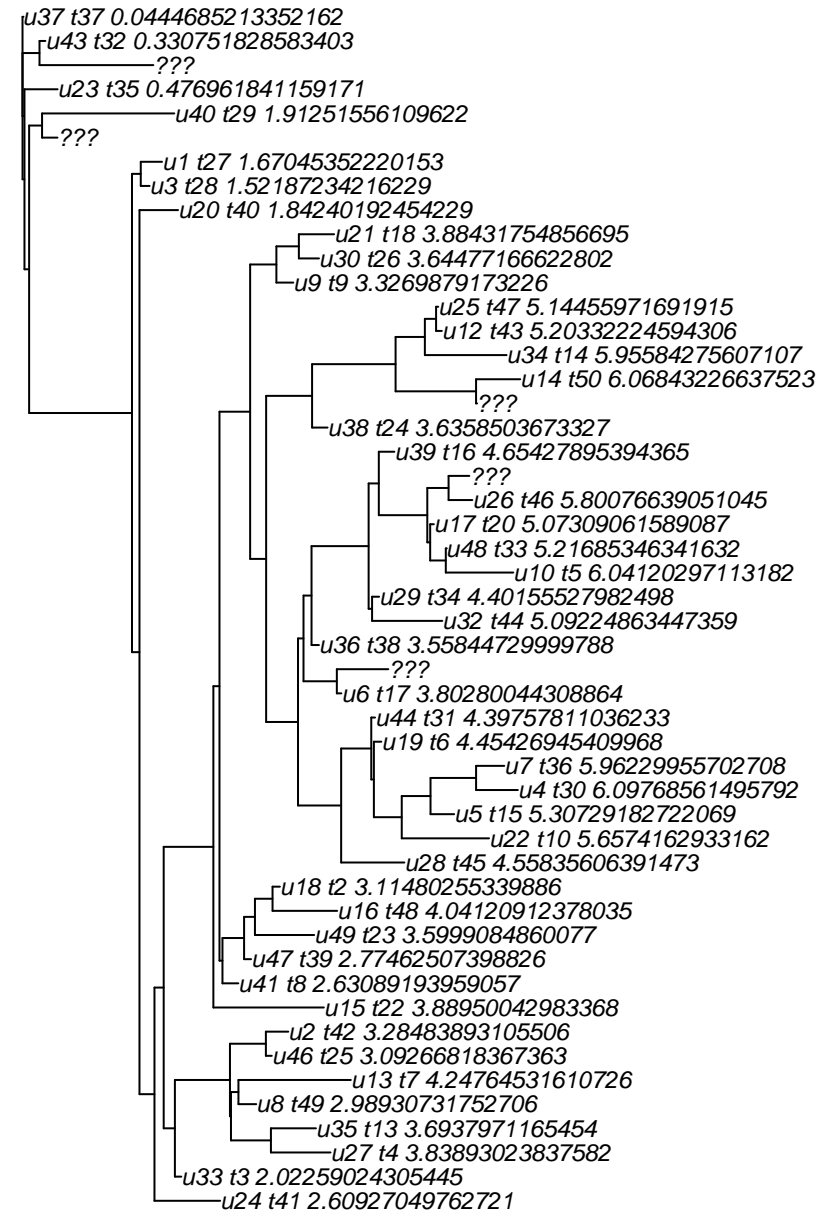 u37 t37 0.0444685213352162
u43 t32 0.330751828583403
???
u23 t35 0.476961841159171
u40 t29 1.91251556109622
???
u1 t27 1.67045352220153
u3 t28 1.52187234216229
u20 t40 1.84240192454229
u21 t18 3.88431754856695
u30 t26 3.64477166622802
u9 t9 3.3269879173226
u25 t47 5.14455971691915
u12 t43 5.20332224594306
u34 t14 5.95584275607107
u14 t50 6.06843226637523
???
u38 t24 3.6358503673327
u39 t16 4.65427895394365
???
u26 t46 5.80076639051045
u17 t20 5.07309061589087
u48 t33 5.21685346341632
u10 t5 6.04120297113182
u29 t34 4.40155527982498
u32 t44 5.09224863447359
u36 t38 3.55844729999788
???
u6 t17 3.80280044308864
u44 t31 4.39757811036233
u19 t6 4.45426945409968
u7 t36 5.96229955702708
u4 t30 6.09768561495792
u5 t15 5.30729182722069
u22 t10 5.6574162933162
u28 t45 4.55835606391473
u18 t2 3.11480255339886
u16 t48 4.04120912378035
u49 t23 3.5999084860077
u47 t39 2.77462507398826
u41 t8 2.63089193959057
u15 t22 3.88950042983368
u2 t42 3.28483893105506
u46 t25 3.09266818367363
u13 t7 4.24764531610726
u8 t49 2.98930731752706
u35 t13 3.6937971165454
u27 t4 3.83893023837582
u33 t3 2.02259024305445
u24 t41 2.60927049762721